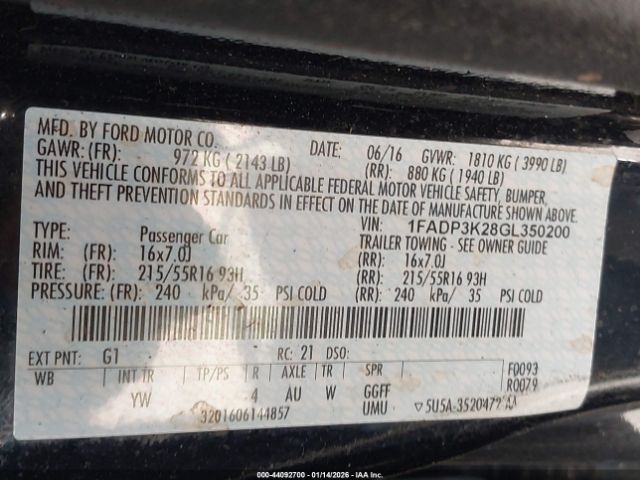 MFD. BY FORD MOTOR CO. DATE: 06/16 GVWR: 1810 KG ( 3990 LB)
GAWR: (FR): 972 KG ( 2143 LB) (RR): 880 KG ( 1940 LB)
THIS VEHICLE CONFORMS TO ALL APPLICABLE FEDERAL MOTOR VEHICLE SAFETY, BUMPER,
AND THEFT PREVENTION STANDARDS IN EFFECT ON THE DATE OF MANUFACTURE SHOWN ABOVE.
VIN: 1FADP3K28GL350200
TYPE: Passenger Car TRAILER TOWING - SEE OWNER GUIDE
RIM: (FR): 16x7.0J (RR): 16x7.0J
TIRE: (FR): 215/55R16 93H (RR): 215/55R16 93H
PRESSURE: (FR): 240 kPa/ 35 PSI COLD (RR): 240 kPa/ 35 PSI COLD
EXT PNT: G1 RC: 21 DSO: F0093
WB INT TR TP/PS R AXLE TR SPR R0079
YW 4 AU W GGFF
3201606144857 UMU ▽5U5A-3520472-AA
000-44092700 - 01/14/2026 - IAA Inc.